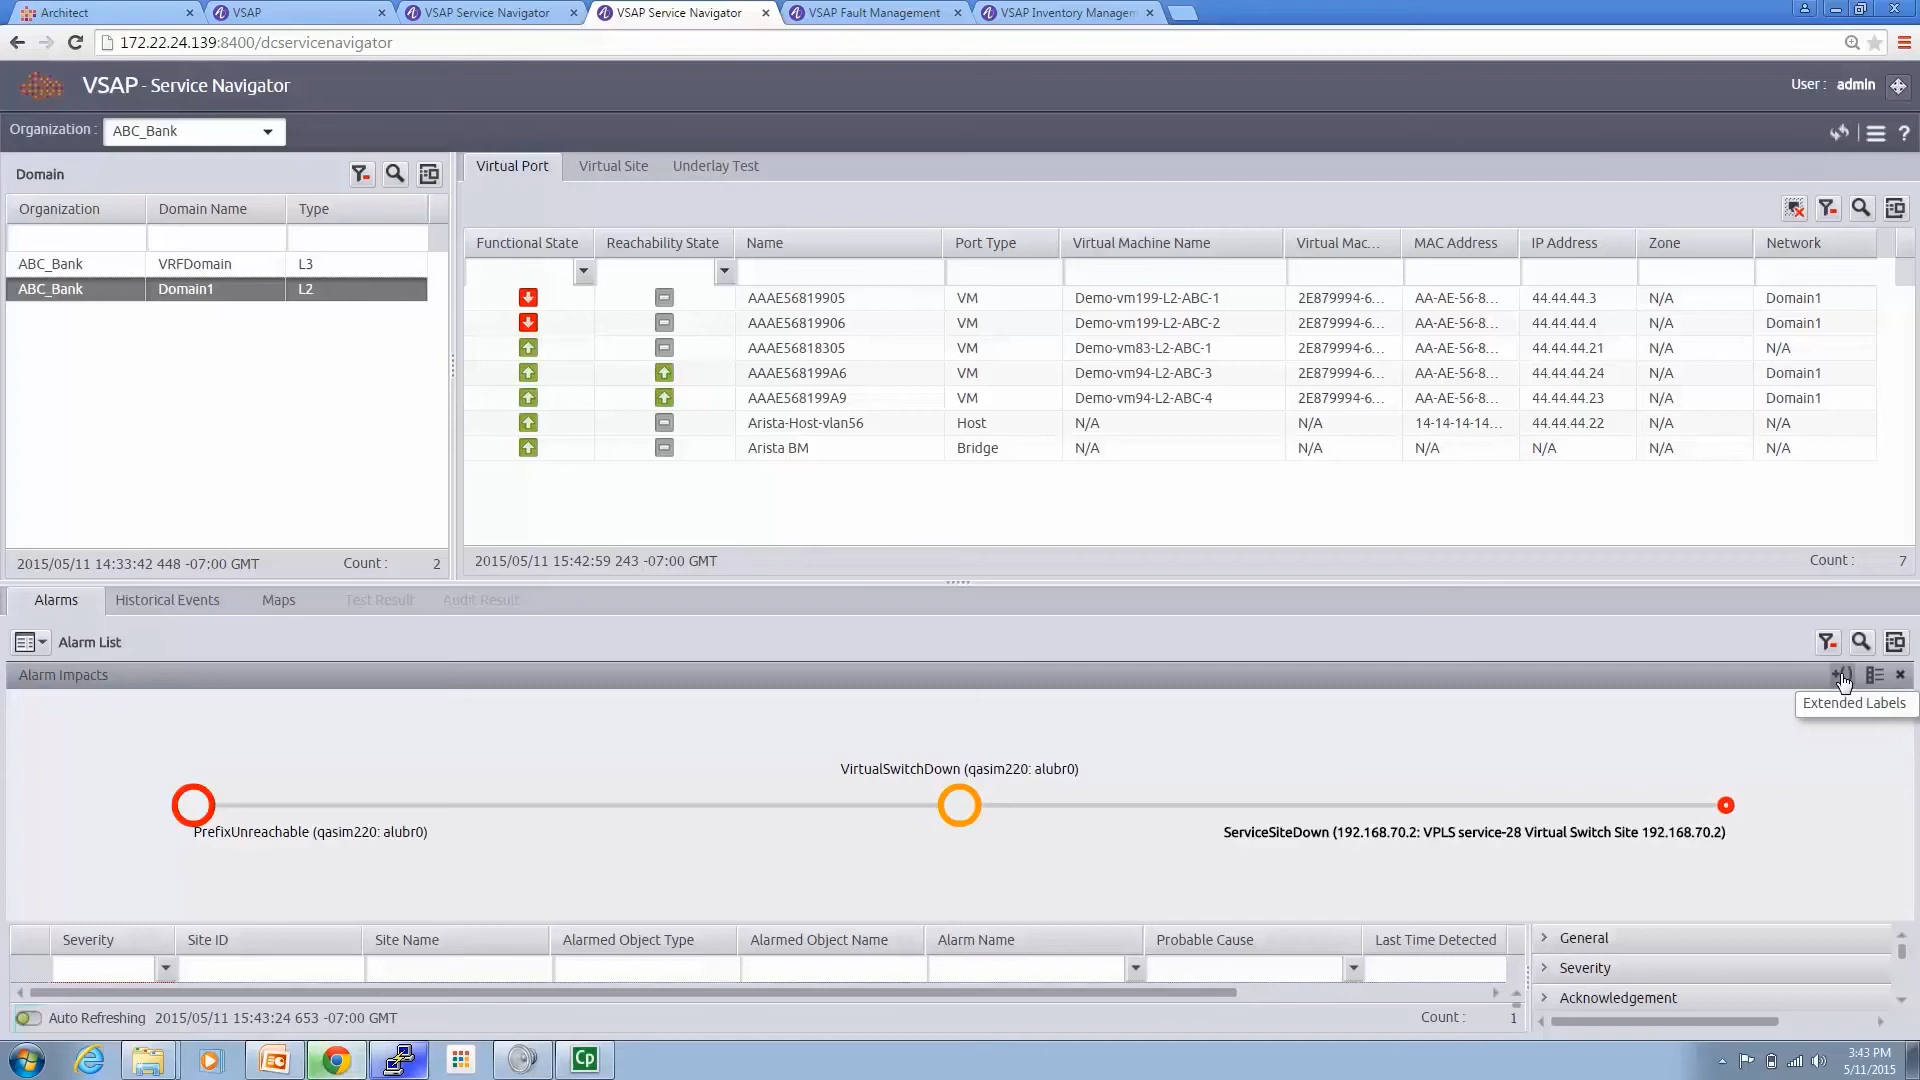 Architect
VSAP
VSAP Service Navigator
VSAP Service Navigator
VSAP Fault Management
VSAP Inventory Managem
172.22.24.139:8400/dcservicenavigator
VSAP - Service Navigator
User : admin
Organization : ABC_Bank
Domain
Organization Domain Name Type
ABC_Bank VRFDomain L3
ABC_Bank Domain1 L2
2015/05/11 14:33:42 448 -07:00 GMT Count : 2
Virtual Port Virtual Site Underlay Test
Functional State Reachability State Name Port Type Virtual Machine Name Virtual Mac... MAC Address IP Address Zone Network
AAAE56819905 VM Demo-vm199-L2-ABC-1 2E879994-6... AA-AE-56-8... 44.44.44.3 N/A Domain1
AAAE56819906 VM Demo-vm199-L2-ABC-2 2E879994-6... AA-AE-56-8... 44.44.44.4 N/A Domain1
AAAE56818305 VM Demo-vm83-L2-ABC-1 2E879994-6... AA-AE-56-8... 44.44.44.21 N/A N/A
AAAE568199A6 VM Demo-vm94-L2-ABC-3 2E879994-6... AA-AE-56-8... 44.44.44.24 N/A Domain1
AAAE568199A9 VM Demo-vm94-L2-ABC-4 2E879994-6... AA-AE-56-8... 44.44.44.23 N/A Domain1
Arista-Host-vlan56 Host N/A N/A 14-14-14-14... 44.44.44.22 N/A N/A
Arista BM Bridge N/A N/A N/A N/A N/A N/A
2015/05/11 15:42:59 243 -07:00 GMT Count : 7
Alarms Historical Events Maps Test Result Audit Result
Alarm List
Alarm Impacts
Extended Labels
VirtualSwitchDown (qasim220: alubr0)
PrefixUnreachable (qasim220: alubr0)
ServiceSiteDown (192.168.70.2: VPLS service-28 Virtual Switch Site 192.168.70.2)
Severity Site ID Site Name Alarmed Object Type Alarmed Object Name Alarm Name Probable Cause Last Time Detected
General
Severity
Acknowledgement
Auto Refreshing 2015/05/11 15:43:24 653 -07:00 GMT Count : 1
Cp
3:43 PM
5/11/2015